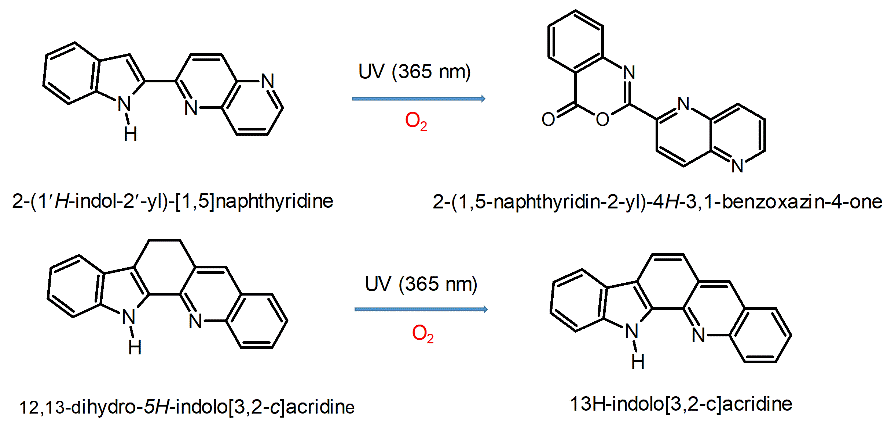 UV (365 nm)
O₂
N
N
N
H
N
O
O
N
N
2-(1′H-indol-2′-yl)-[1,5]naphthyridine
2-(1,5-naphthyridin-2-yl)-4H-3,1-benzoxazin-4-one
UV (365 nm)
O₂
N
H
N
N
H
N
12,13-dihydro-5H-indolo[3,2-c]acridine
13H-indolo[3,2-c]acridine